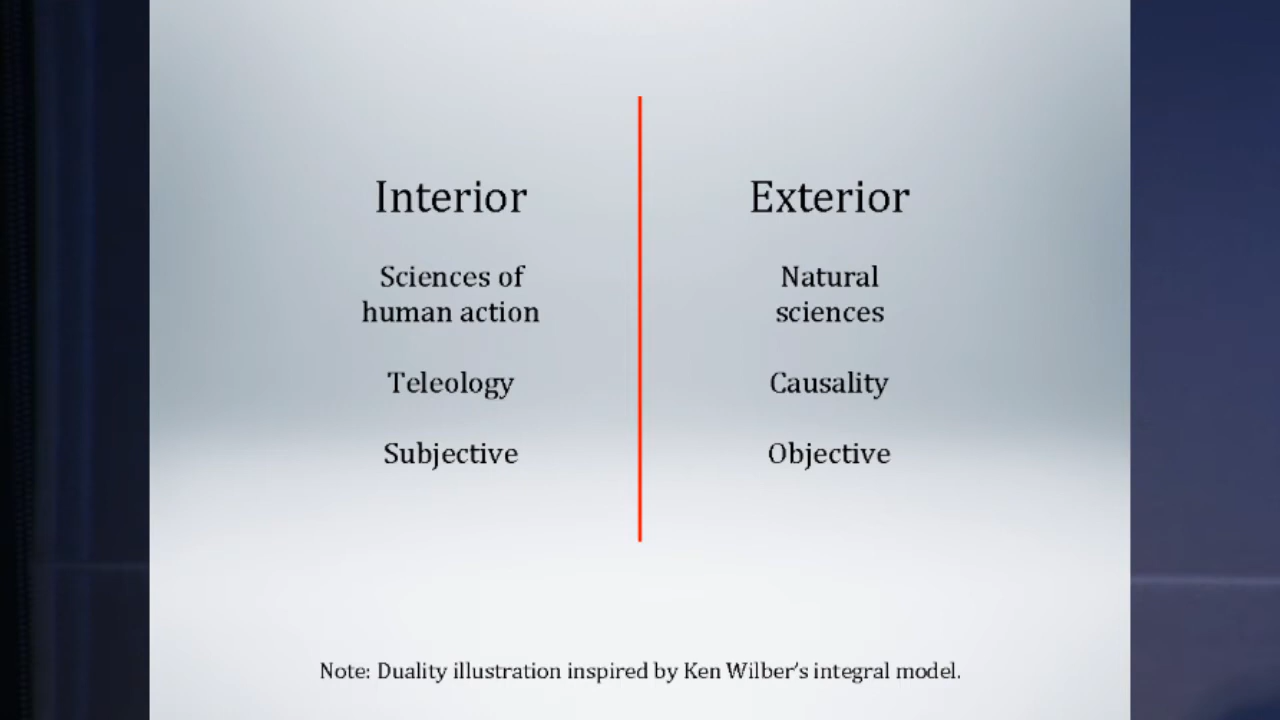 Interior
Sciences of
human action
Teleology
Subjective
Exterior
Natural
sciences
Causality
Objective
Note: Duality illustration inspired by Ken Wilber’s integral model.